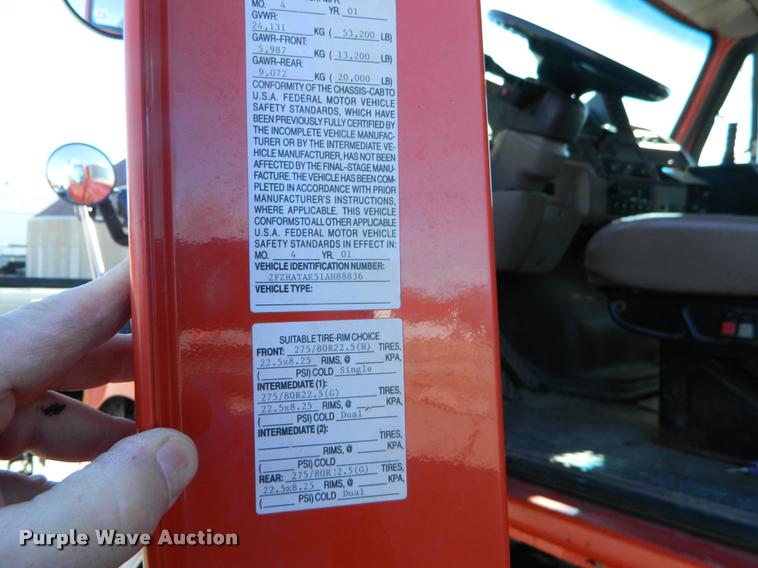 MO. 4 YR. 01
GVWR:
24,131 KG ( 53,200 LB)
GAWR-FRONT:
5,987 KG ( 13,200 LB)
GAWR-REAR:
9,072 KG ( 20,000 LB)
CONFORMITY OF THE CHASSIS-CAB TO
U.S.A. FEDERAL MOTOR VEHICLE
SAFETY STANDARDS, WHICH HAVE
BEEN PREVIOUSLY FULLY CERTIFIED BY
THE INCOMPLETE VEHICLE MANUFAC-
TURER OR BY THE INTERMEDIATE VE-
HICLE MANUFACTURER, HAS NOT BEEN
AFFECTED BY THE FINAL-STAGE MANU-
FACTURE. THE VEHICLE HAS BEEN COM-
PLETED IN ACCORDANCE WITH PRIOR
MANUFACTURER'S INSTRUCTIONS,
WHERE APPLICABLE. THIS VEHICLE
CONFORMS TO ALL OTHER APPLICABLE
U.S.A. FEDERAL MOTOR VEHICLE
SAFETY STANDARDS IN EFFECT IN:
MO. 4 YR. 01
VEHICLE IDENTIFICATION NUMBER:
2FZHATAK51AH88836
VEHICLE TYPE:
SUITABLE TIRE-RIM CHOICE
FRONT: 275/80R22.5(H) TIRES,
22.5x8.25 RIMS, @ KPA,
( PSI) COLD Single
INTERMEDIATE (1):
275/80R22.5(G) TIRES,
22.5x8.25 RIMS, @ KPA,
( PSI) COLD Dual
INTERMEDIATE (2):
TIRES,
RIMS, @ KPA,
( PSI) COLD
REAR: 275/80R22.5(G) TIRES,
22.5x8.25 RIMS, @ KPA,
( PSI) COLD Dual
Purple Wave Auction